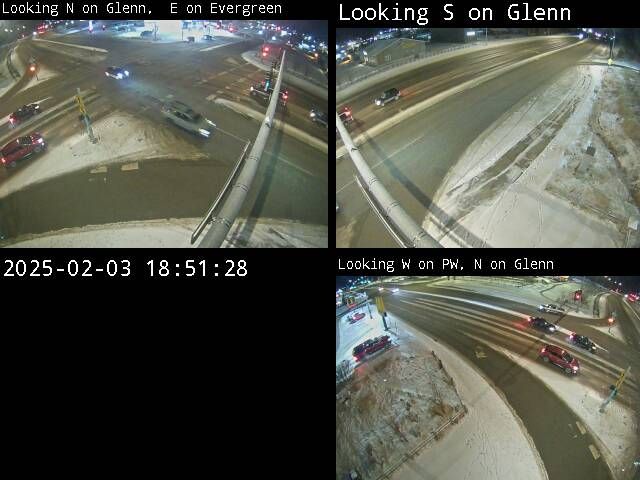 Looking N on Glenn,  E on Evergreen
Looking S on Glenn
2025-02-03 18:51:28
Looking W on PW, N on Glenn